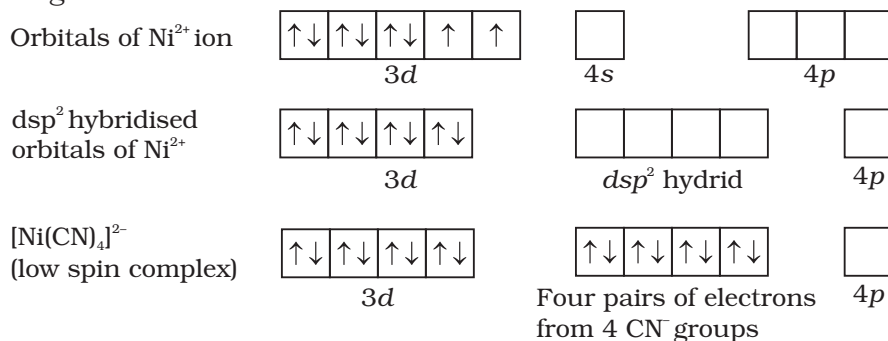 Orbitals of Ni²⁺ ion
↑↓ ↑↓ ↑↓ ↑ ↑
3d 4s 4p
dsp² hybridised
orbitals of Ni²⁺
↑↓ ↑↓ ↑↓ ↑↓
3d dsp² hydrid 4p
[Ni(CN)₄]²⁻
(low spin complex)
↑↓ ↑↓ ↑↓ ↑↓ ↑↓ ↑↓ ↑↓ ↑↓
3d Four pairs of electrons 4p
from 4 CN⁻ groups